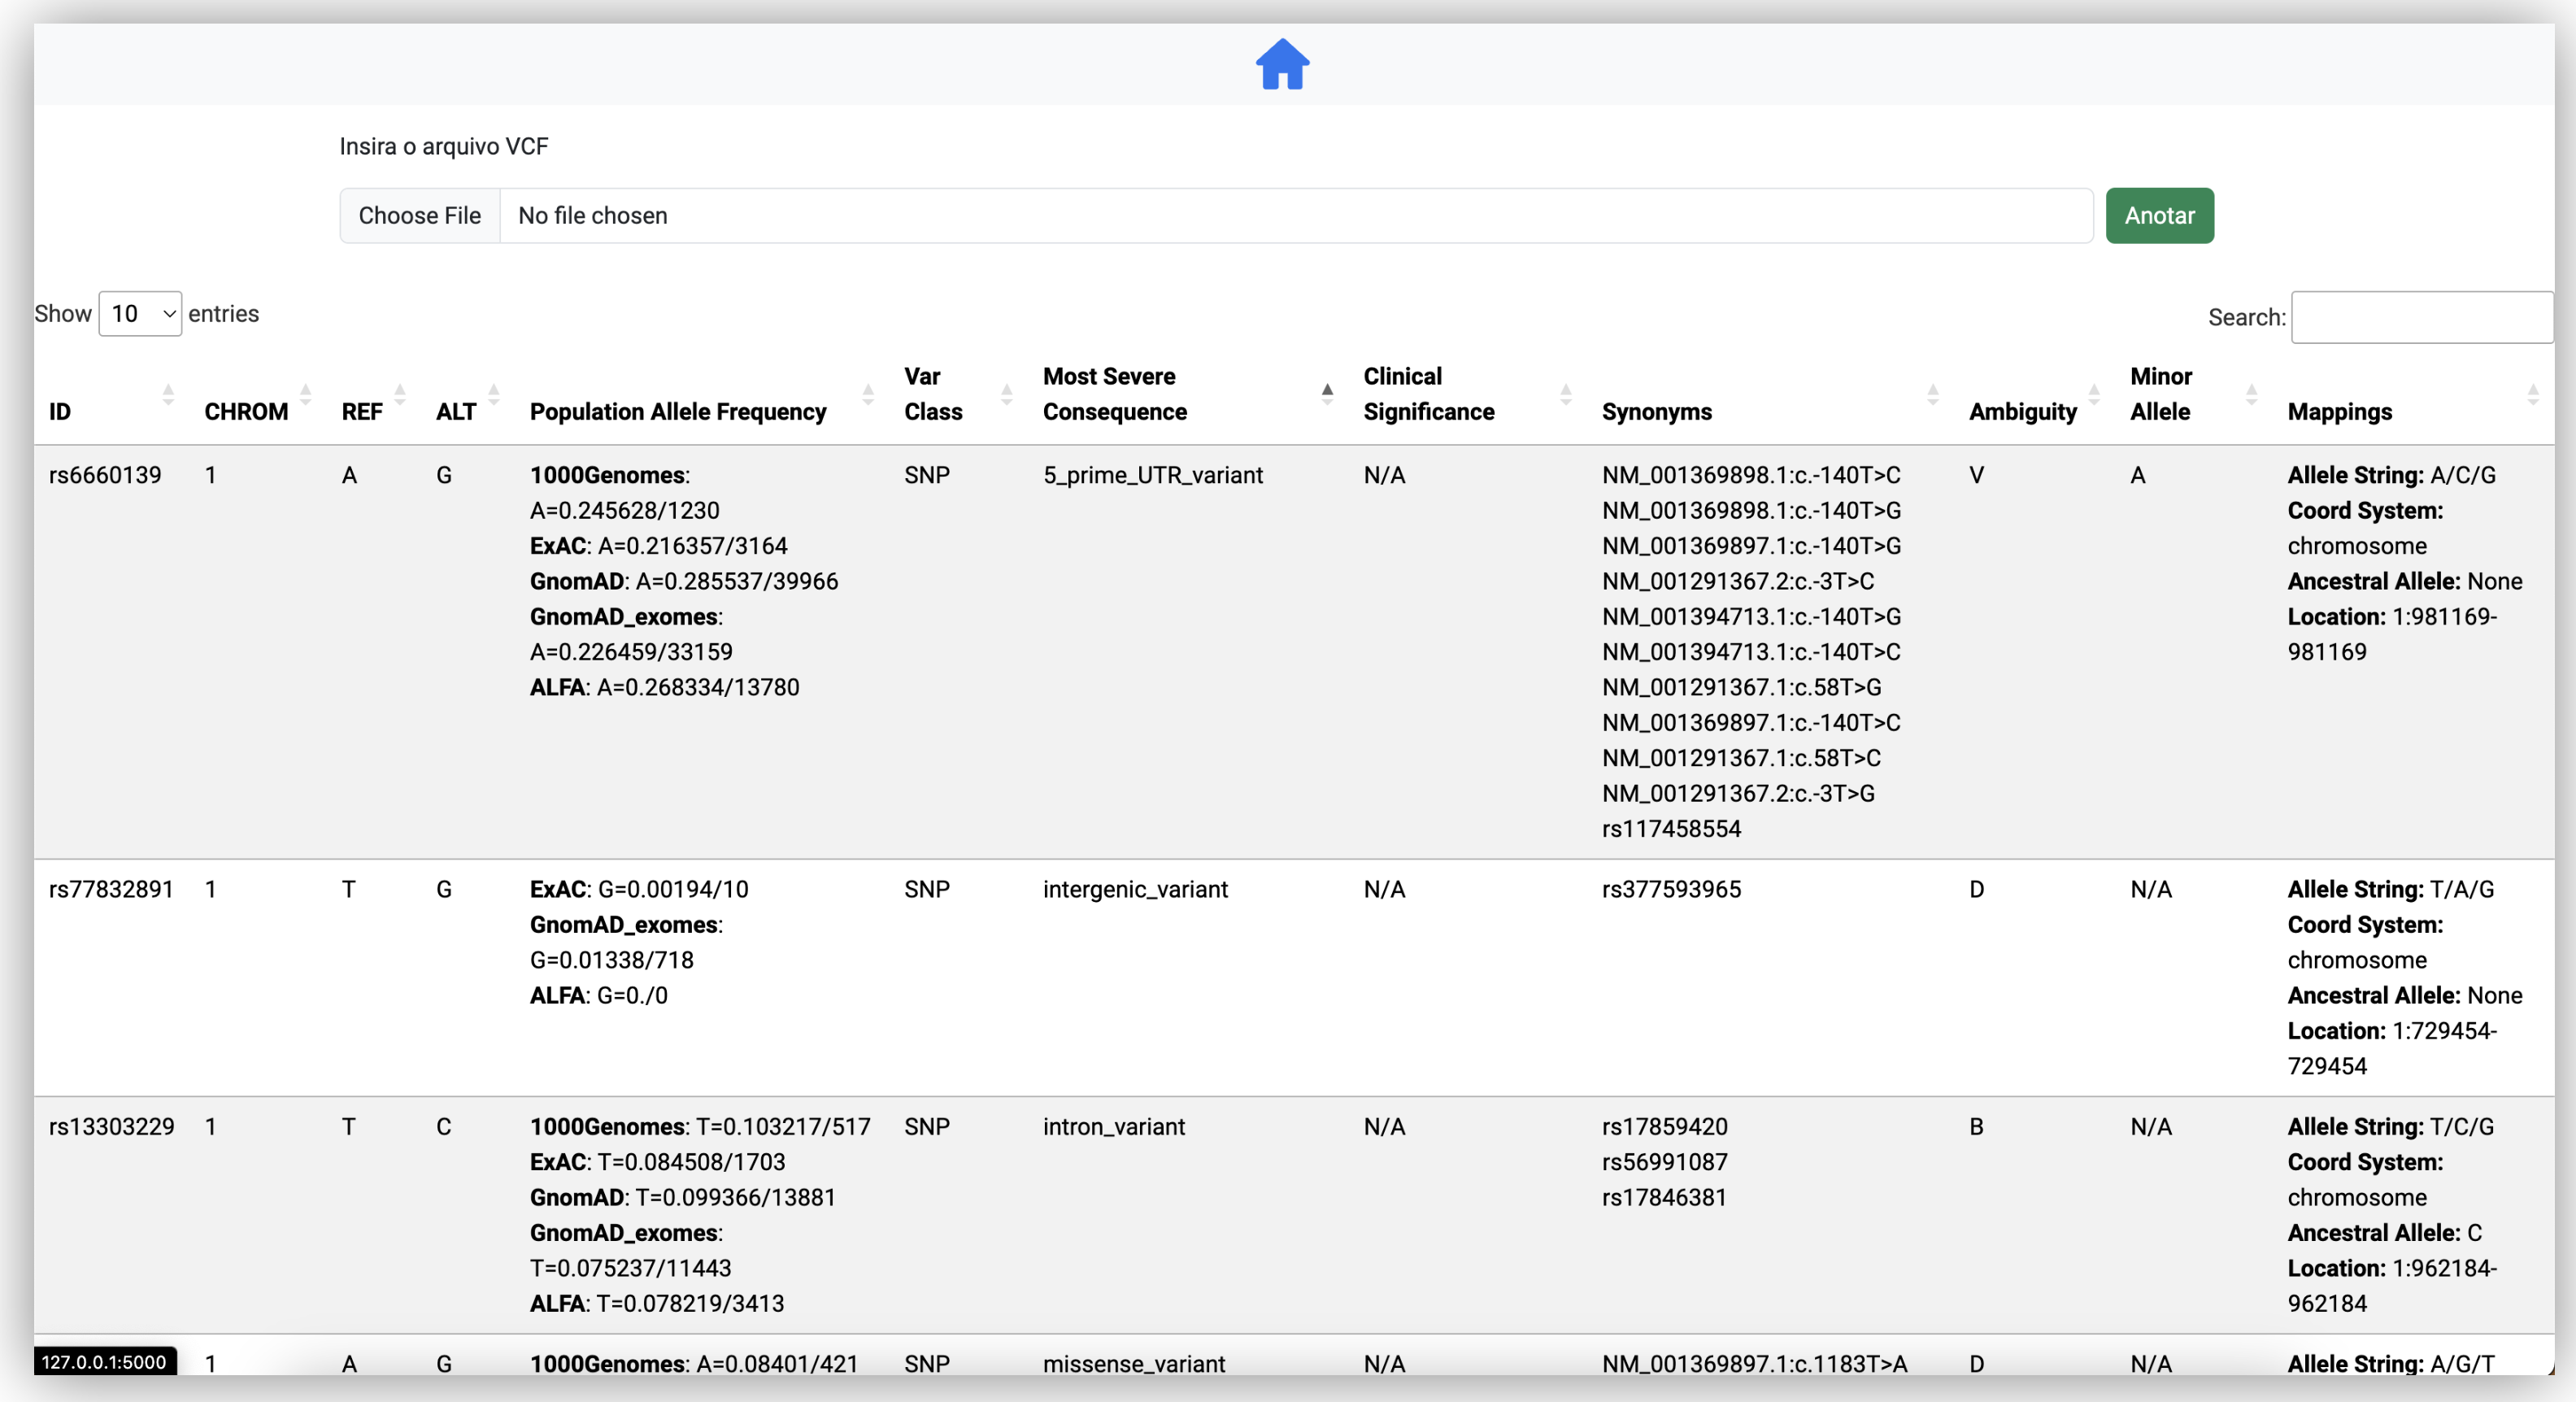 Insira o arquivo VCF
Choose File No file chosen Anotar
Show 10 entries Search:
ID CHROM REF ALT Population Allele Frequency Var Class Most Severe Consequence Clinical Significance Synonyms Ambiguity Minor Allele Mappings
rs6660139 1 A G
1000Genomes:
A=0.245628/1230
ExAC: A=0.216357/3164
GnomAD: A=0.285537/39966
GnomAD_exomes:
A=0.226459/33159
ALFA: A=0.268334/13780
SNP 5_prime_UTR_variant N/A
NM_001369898.1:c.-140T>C
NM_001369898.1:c.-140T>G
NM_001369897.1:c.-140T>G
NM_001291367.2:c.-3T>C
NM_001394713.1:c.-140T>G
NM_001394713.1:c.-140T>C
NM_001291367.1:c.58T>G
NM_001369897.1:c.-140T>C
NM_001291367.1:c.58T>C
NM_001291367.2:c.-3T>G
rs117458554
V A
Allele String: A/C/G
Coord System:
chromosome
Ancestral Allele: None
Location: 1:981169-
981169
rs77832891 1 T G
ExAC: G=0.00194/10
GnomAD_exomes:
G=0.01338/718
ALFA: G=0./0
SNP intergenic_variant N/A rs377593965 D N/A
Allele String: T/A/G
Coord System:
chromosome
Ancestral Allele: None
Location: 1:729454-
729454
rs13303229 1 T C
1000Genomes: T=0.103217/517
ExAC: T=0.084508/1703
GnomAD: T=0.099366/13881
GnomAD_exomes:
T=0.075237/11443
ALFA: T=0.078219/3413
SNP intron_variant N/A
rs17859420
rs56991087
rs17846381
B N/A
Allele String: T/C/G
Coord System:
chromosome
Ancestral Allele: C
Location: 1:962184-
962184
127.0.0.1:5000
1 A G 1000Genomes: A=0.08401/421 SNP missense_variant N/A NM_001369897.1:c.1183T>A D N/A Allele String: A/G/T